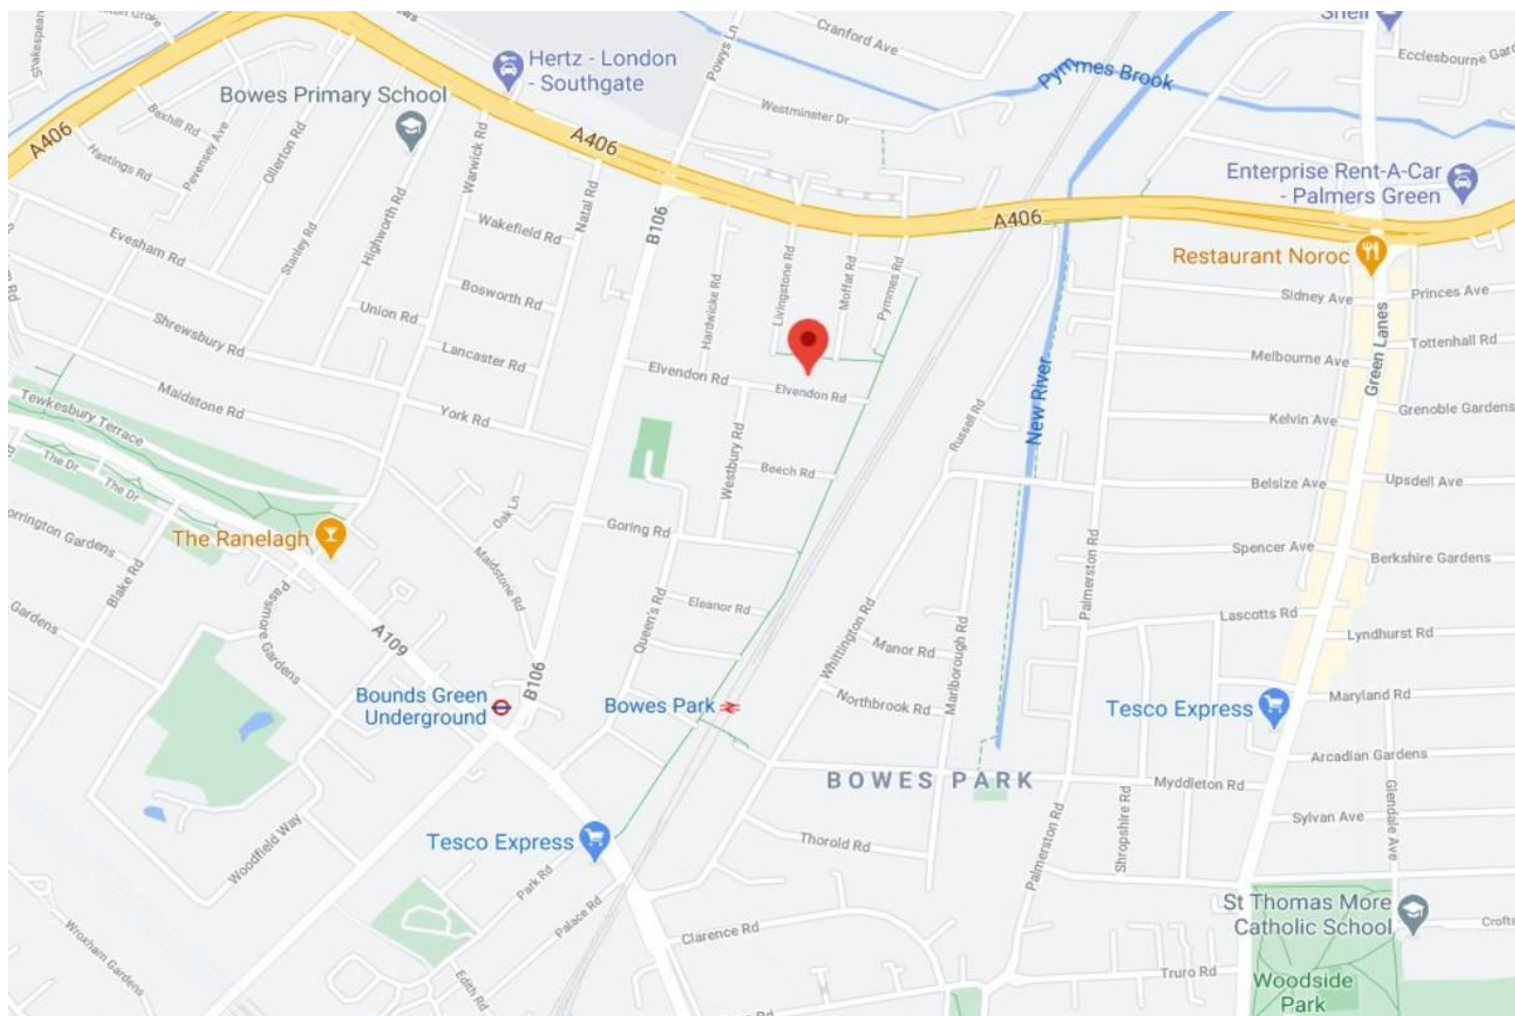 Cranford Ave
Shell
Ecclesbourne Gar
Powys Ln
Hertz - London
- Southgate
Pymmes Brook
Bowes Primary School
Westminster Dr
Shakespear
Bexhill Rd
Pevensey Ave
Ollerton Rd
A406
A406
Hastings Rd
Warwick Rd
Enterprise Rent-A-Car
- Palmers Green
Natal Rd
Highworth Rd
Wakefield Rd
B106
A406
Evesham Rd
Stanley Rd
Restaurant Noroc
Hardwicke Rd
Livingstone Rd
Moffat Rd
Pymmes Rd
Bosworth Rd
Sidney Ave
Princes Ave
Union Rd
Shrewsbury Rd
Green Lanes
Tottenhall Rd
Lancaster Rd
Melbourne Ave
Elvendon Rd
Elvendon Rd
New River
Maidstone Rd
Tewkesbury Terrace
York Rd
Russell Rd
Kelvin Ave
Grenoble Gardens
The Dr
The Dr
Westbury Rd
Beech Rd
Belsize Ave
Upsdell Ave
Oak Ln
orrington Gardens
The Ranelagh
Goring Rd
Maidstone Rd
Spencer Ave
Berkshire Gardens
Palmerston Rd
Blake Rd
Passmore Gardens
Gardens
Queen's Rd
Eleanor Rd
Lascotts Rd
Lyndhurst Rd
A109
Whittington Rd
Manor Rd
Marlborough Rd
B106
Bounds Green
Underground
Bowes Park
Northbrook Rd
Maryland Rd
Tesco Express
Arcadian Gardens
BOWES PARK
Myddleton Rd
Glendale Ave
Sylvan Ave
Woodfield Way
Tesco Express
Thorold Rd
Palmerston Rd
Shropshire Rd
Park Rd
Palace Rd
St Thomas More
Catholic School
Crofts
Wroxham Gardens
Clarence Rd
Edith Rd
Truro Rd
Woodside
Park